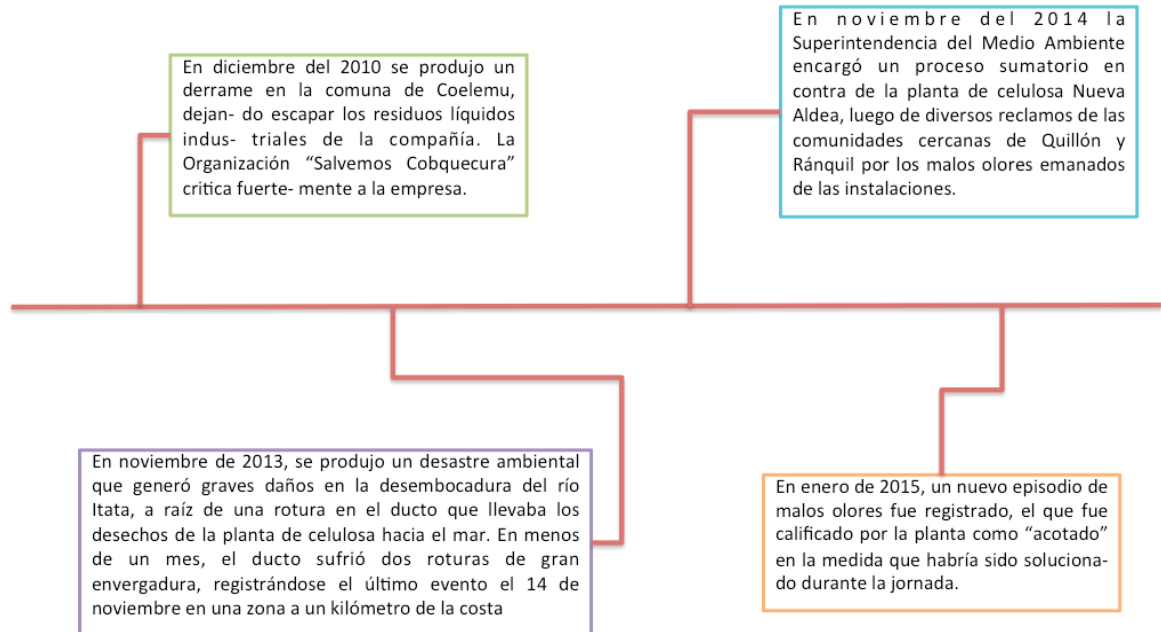 En diciembre del 2010 se produjo un
derrame en la comuna de Coelemu,
dejan- do escapar los residuos líquidos
indus- triales de la compañía. La
Organización “Salvemos Cobquecura”
critica fuerte- mente a la empresa.
En noviembre del 2014 la
Superintendencia del Medio Ambiente
encargó un proceso sumatorio en
contra de la planta de celulosa Nueva
Aldea, luego de diversos reclamos de las
comunidades cercanas de Quillón y
Ránquil por los malos olores emanados
de las instalaciones.
En noviembre de 2013, se produjo un desastre ambiental
que generó graves daños en la desembocadura del río
Itata, a raíz de una rotura en el ducto que llevaba los
desechos de la planta de celulosa hacia el mar. En menos
de un mes, el ducto sufrió dos roturas de gran
envergadura, registrándose el último evento el 14 de
noviembre en una zona a un kilómetro de la costa
En enero de 2015, un nuevo episodio de
malos olores fue registrado, el que fue
calificado por la planta como “acotado”
en la medida que habría sido soluciona-
do durante la jornada.